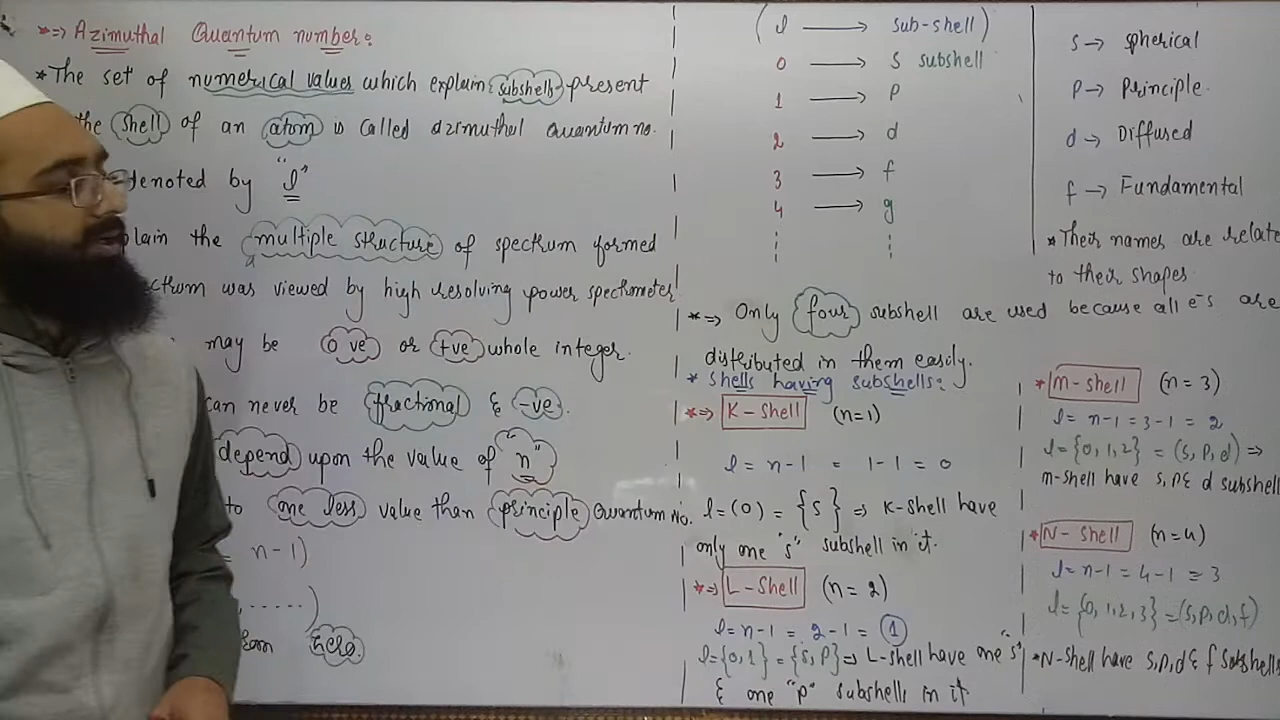 *⇒ Azimuthal Quantum number:
*The set of numerical values which explain subshells present
the shell of an atom is called azimuthal Quantum no.
denoted by "l"
plain the multiple structure of spectrum formed
ctrum was viewed by high resolving power spectrometer
may be 0 ve or +ve whole integer.
can never be fractional & -ve.
depend upon the value of "n"
to one less value than principle Quantum No.
= n-1)
, .....)
zero.
(l → sub-shell)
0 → s subshell
1 → p
2 → d
3 → f
4 → g
s → spherical
p → Principle.
d → Diffused
f → Fundamental
*Their names are relate
to their shapes.
*⇒ Only four subshell are used because all e⁻s are
distributed in them easily.
* Shells having subshells:
*⇒ K-Shell (n=1)
l = n-1 = 1-1 = 0
l=(0) = {s} ⇒ K-shell have
only one "s" subshell in it.
*⇒ L-Shell (n=2)
l=n-1 = 2-1 = 1
l={0,1} = {s,p} ⇒ L-shell have one "s"
& one "p" subshells in it
*M-shell (n=3)
l= n-1 = 3-1 = 2
l={0,1,2} = (s,p,d) ⇒
m-shell have s,p & d subshell
*N-shell (n=4)
l= n-1 = 4-1 = 3
l={0,1,2,3} = (s,p,d,f)
*N-shell have s,p,d & f subshells